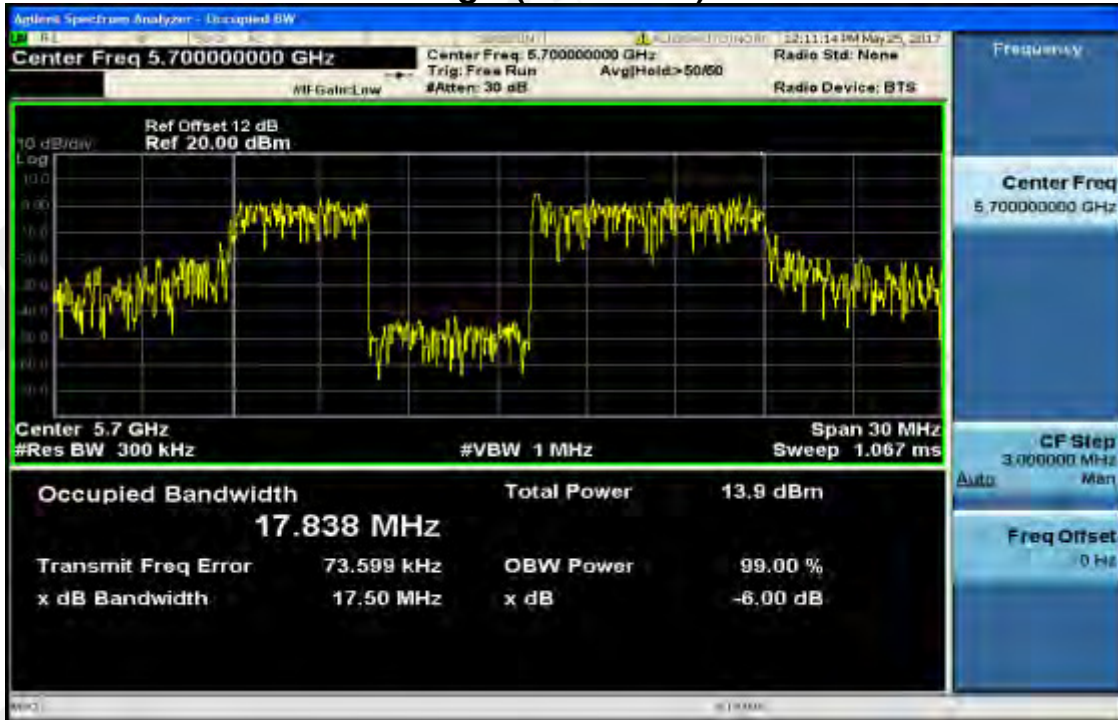 Agilent Spectrum Analyzer - Occupied BW
12:11:14 PM May 25, 2017
Center Freq 5.700000000 GHz
Center Freq: 5.700000000 GHz
Radio Std: None
Frequency
Trig: Free Run
Avg|Hold:>50/50
#IFGain:Low
#Atten: 30 dB
Radio Device: BTS
Ref Offset 12 dB
10 dB/div
Ref 20.00 dBm
Log
10.0
0.00
Center Freq
5.700000000 GHz
Center 5.7 GHz
Span 30 MHz
#Res BW 300 kHz
#VBW 1 MHz
Sweep 1.067 ms
CF Step
3.000000 MHz
Auto
Man
Occupied Bandwidth
Total Power
13.9 dBm
17.838 MHz
Freq Offset
0 Hz
Transmit Freq Error
73.599 kHz
OBW Power
99.00 %
x dB Bandwidth
17.50 MHz
x dB
-6.00 dB